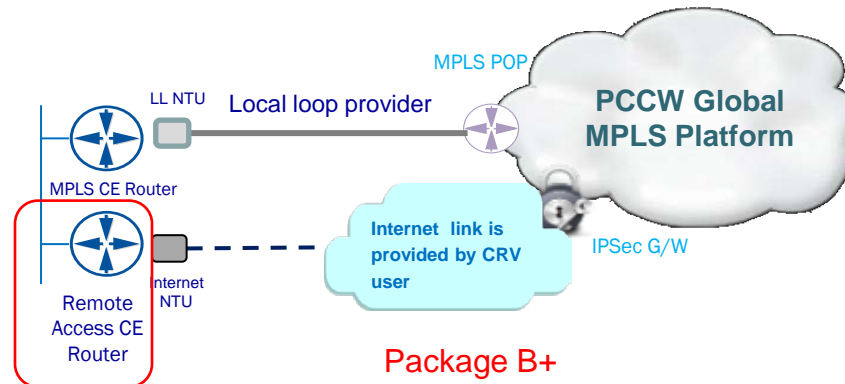 MPLS POP
LL NTU
Local loop provider
PCCW Global
MPLS Platform
MPLS CE Router
Internet link is
provided by CRV
user
IPSec G/W
Internet
NTU
Remote
Access CE
Router
Package B+